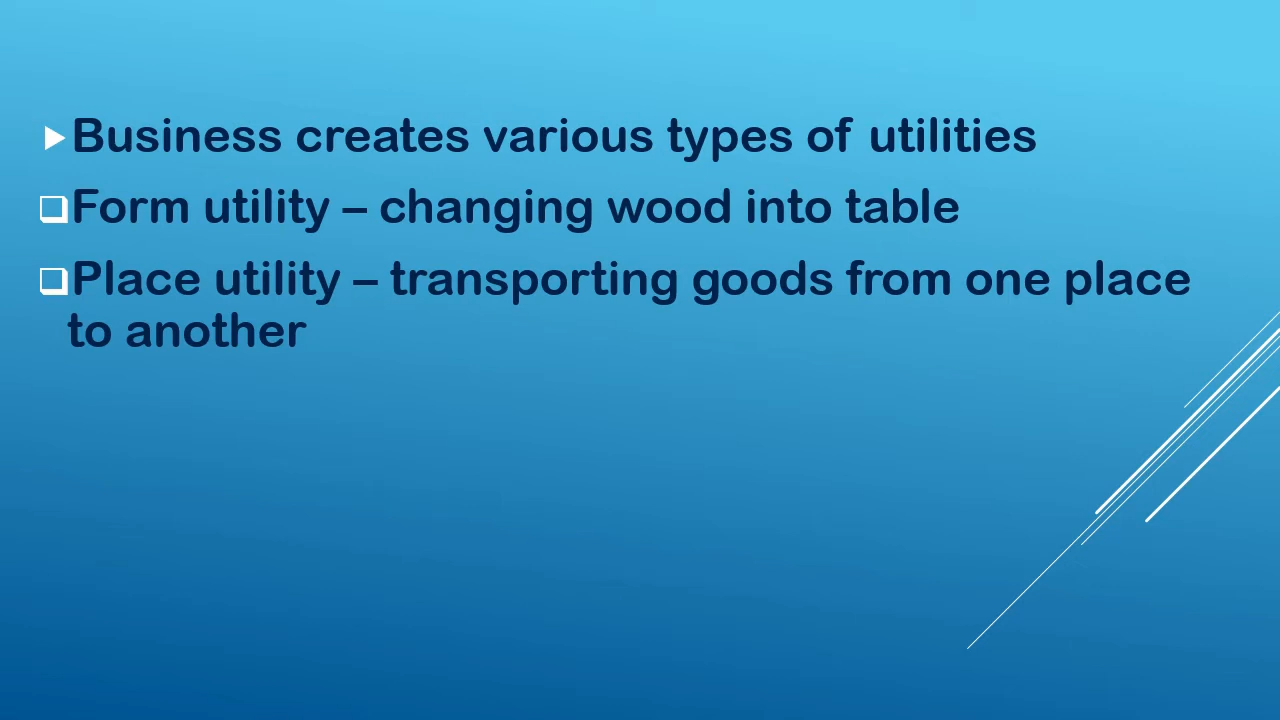 Business creates various types of utilities
Form utility – changing wood into table
Place utility – transporting goods from one place
to another